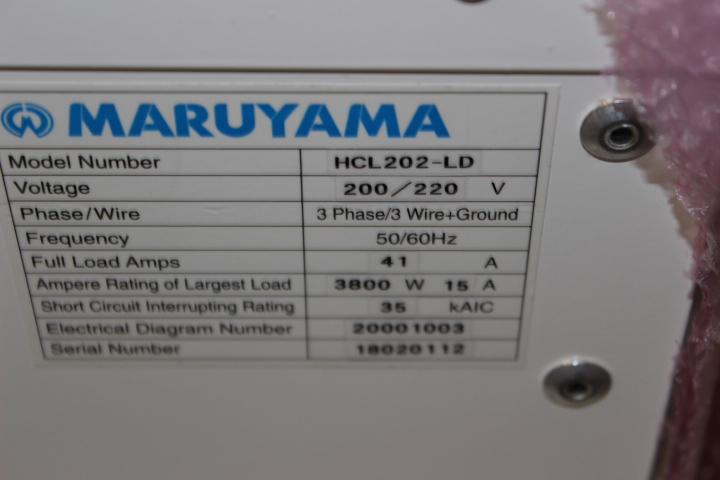 MARUYAMA
Model Number HCL202-LD
Voltage 200/220 V
Phase/Wire 3 Phase/3 Wire+Ground
Frequency 50/60Hz
Full Load Amps 41 A
Ampere Rating of Largest Load 3800 W 15 A
Short Circuit Interrupting Rating 35 kAIC
Electrical Diagram Number 20001003
Serial Number 18020112